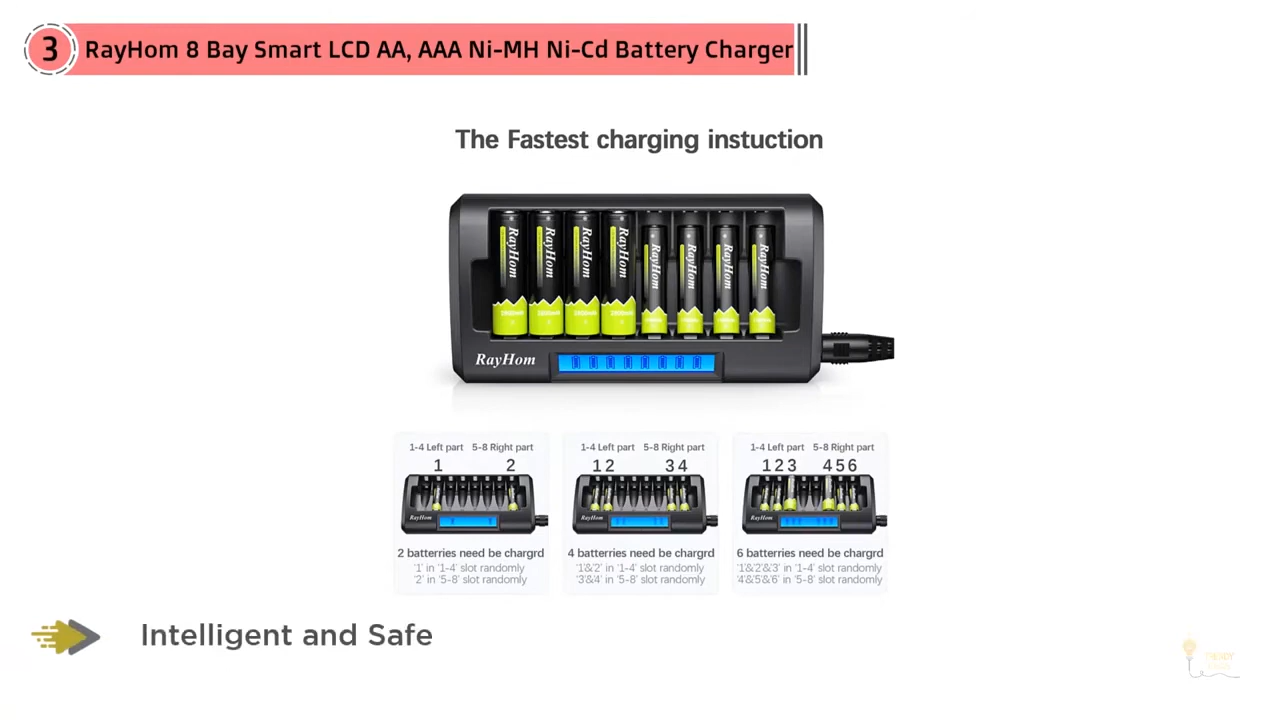 3
RayHom 8 Bay Smart LCD AA, AAA Ni-MH Ni-Cd Battery Charger
The Fastest charging instuction
RayHom
RayHom
RayHom
RayHom
RayHom
RayHom
RayHom
RayHom
RayHom
1-4 Left part 5-8 Right part
1 2
RayHom
2 batterries need be chargrd
'1' in '1-4' slot randomly
'2' in '5-8' slot randomly
1-4 Left part 5-8 Right part
1 2 3 4
RayHom
4 batterries need be chargrd
'1'&'2' in '1-4' slot randomly
'3'&'4' in '5-8' slot randomly
1-4 Left part 5-8 Right part
1 2 3 4 5 6
RayHom
6 batterries need be chargrd
'1'&'2'&'3' in '1-4' slot randomly
'4'&'5'&'6' in '5-8' slot randomly
Intelligent and Safe